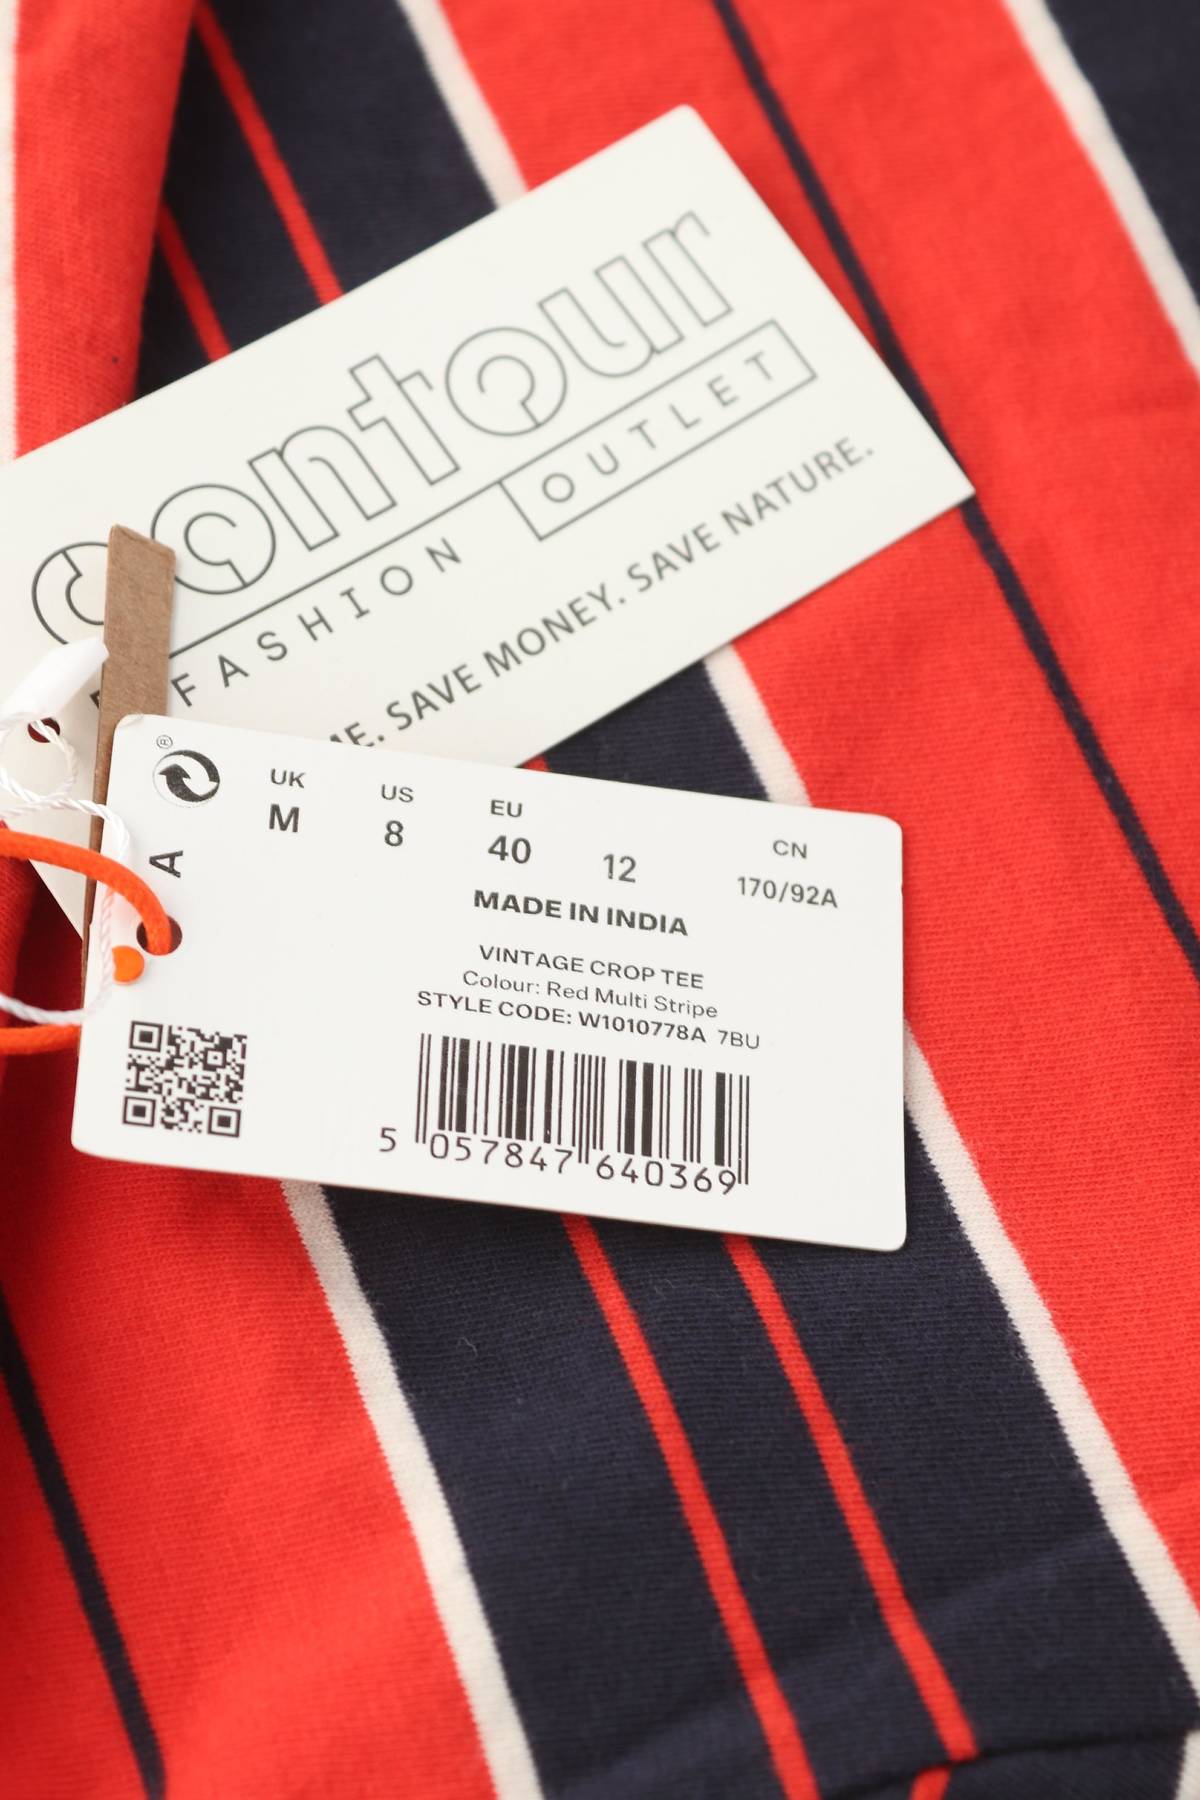 contour
OUTLET
FASHION
SAVE MONEY. SAVE NATURE.
®
A
UK US EU CN
M 8 40 12 170/92A
MADE IN INDIA
VINTAGE CROP TEE
Colour: Red Multi Stripe
STYLE CODE: W1010778A 7BU
5 057847 640369